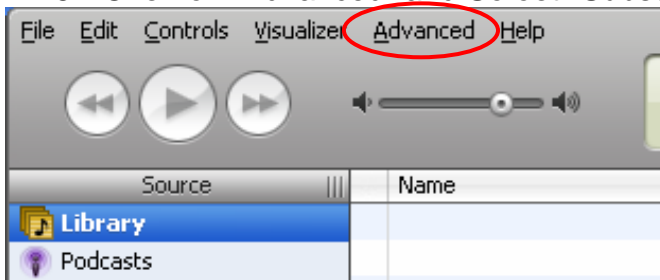 File Edit Controls Visualizer Advanced Help
Source Name
Library
Podcasts